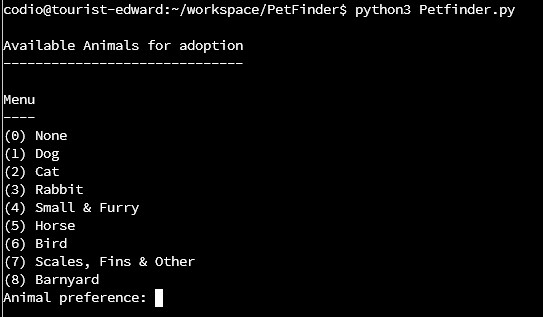 codio@tourist-edward:~/workspace/PetFinder$ python3 Petfinder.py
Available Animals for adoption
------------------------------
Menu
----
(0) None
(1) Dog
(2) Cat
(3) Rabbit
(4) Small & Furry
(5) Horse
(6) Bird
(7) Scales, Fins & Other
(8) Barnyard
Animal preference: